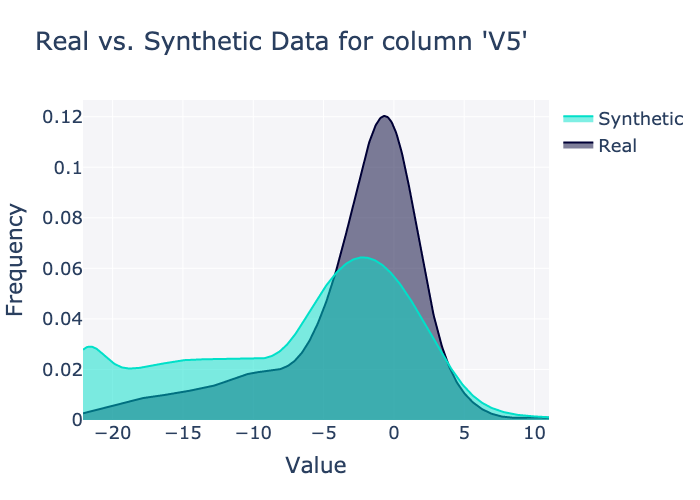 Real vs. Synthetic Data for column 'V5'
Synthetic
Real
0.12
0.1
0.08
0.06
0.04
0.02
0
Frequency
−20
−15
−10
−5
0
5
10
Value